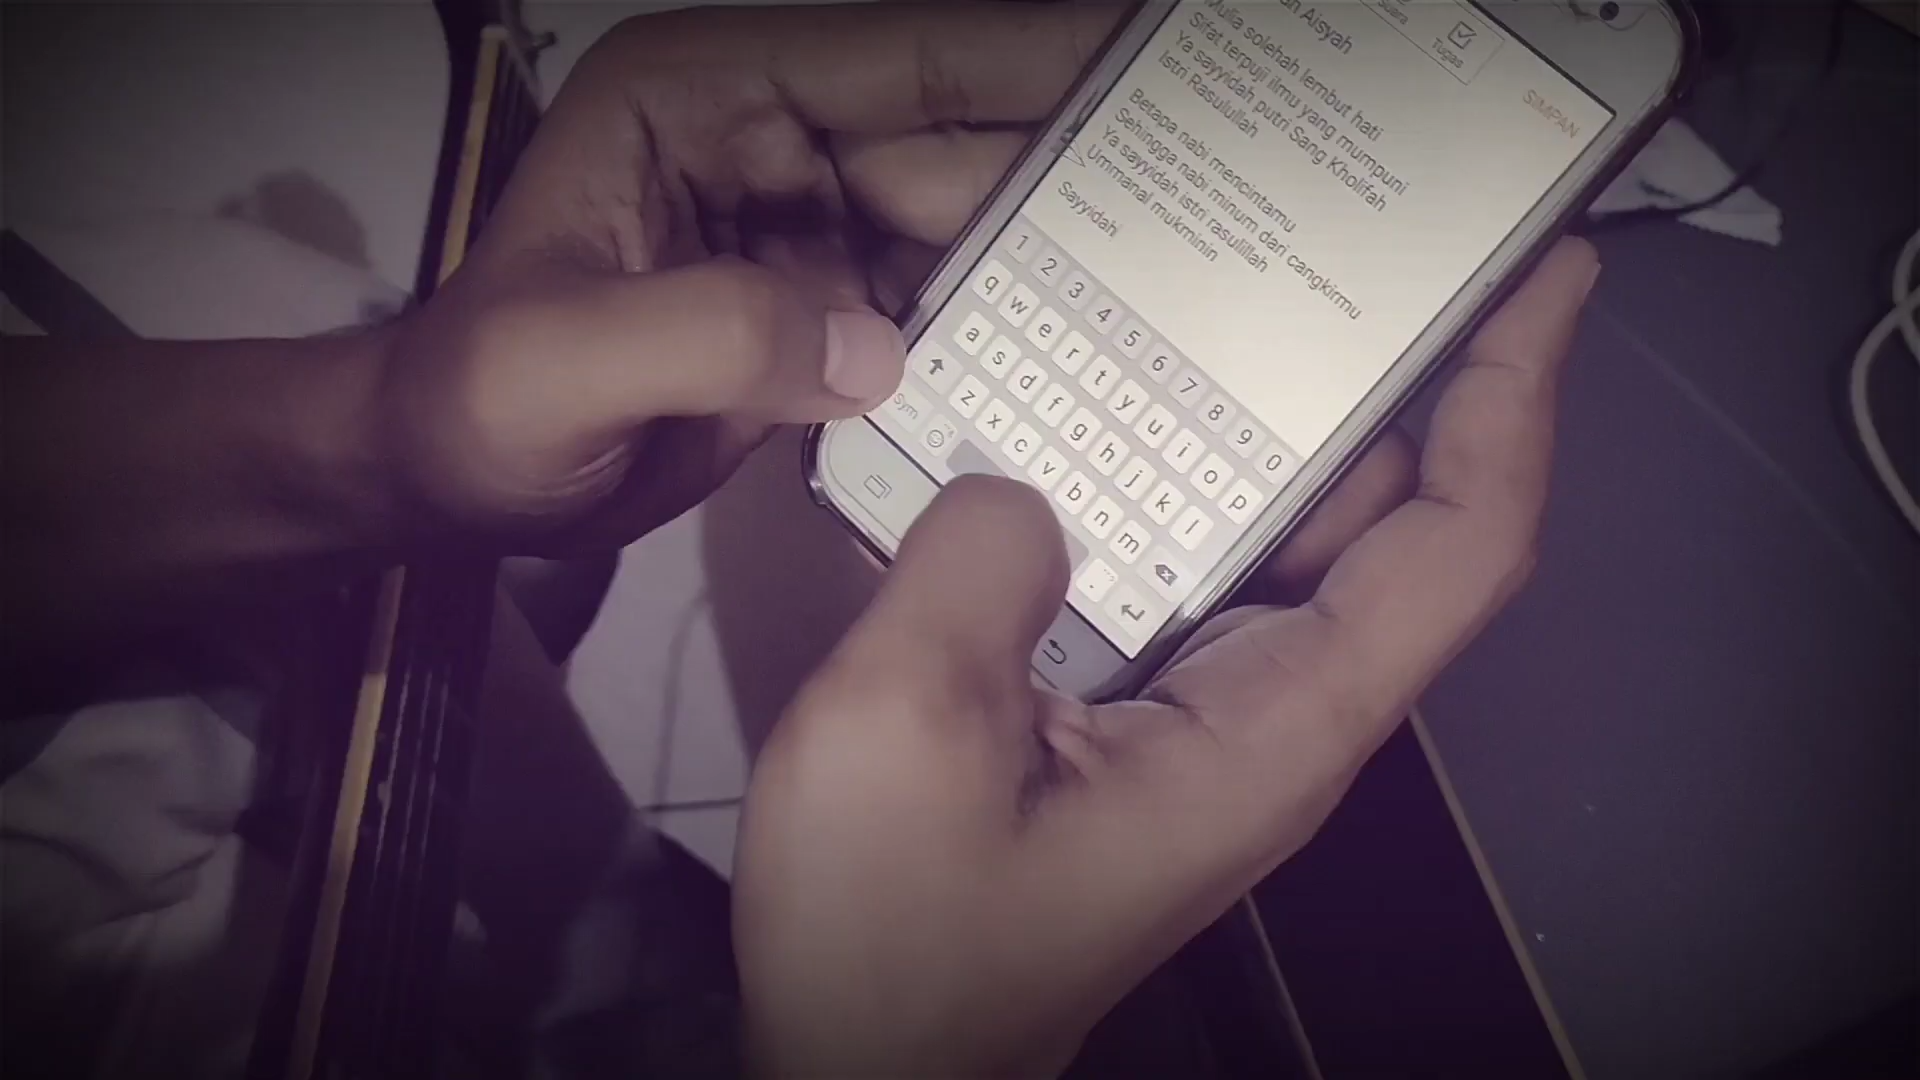 Suara
Tugas
SIMPAN
an Aisyah
Mulia solehah lembut hati
Sifat terpuji ilmu yang mumpuni
Ya sayyidah putri Sang Kholifah
Istri Rasulullah
Betapa nabi mencintamu
Sehingga nabi minum dari cangkirmu
Ya sayyidah istri rasulillah
Ummanal mukminin
Sayyidah
1 2 3 4 5 6 7 8 9 0
q w e r t y u i o p
a s d f g h j k l
z x c v b n m
Sym .